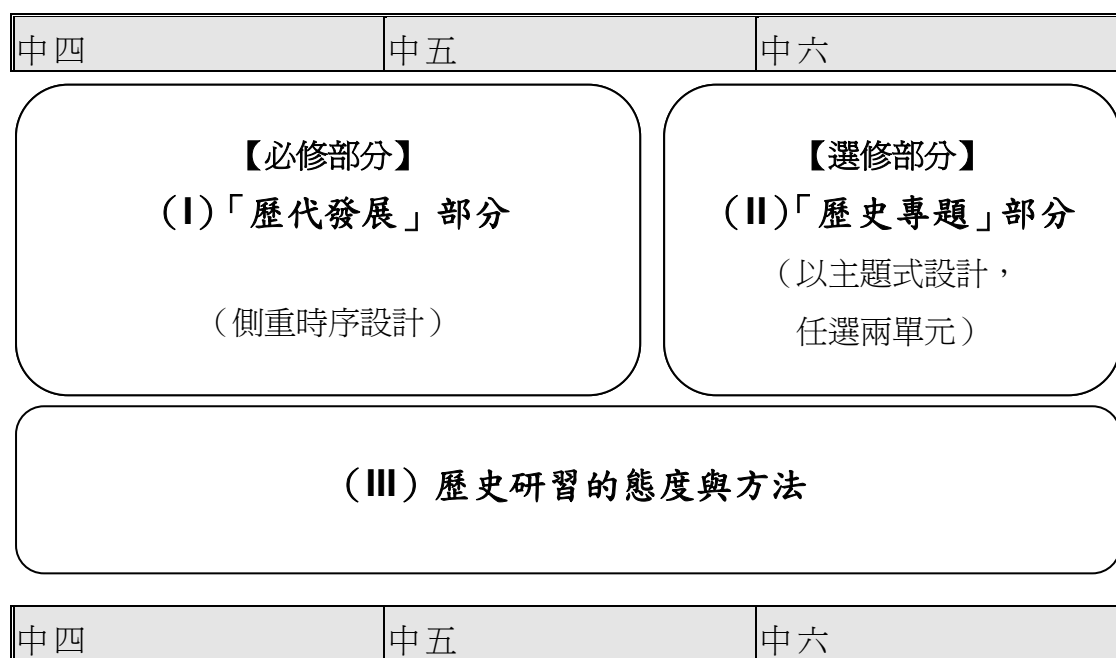 中四 中五 中六
【必修部分】
（I）「歷代發展」部分
（側重時序設計）
【選修部分】
（II）「歷史專題」部分
（以主題式設計，
任選兩單元）
（III）歷史研習的態度與方法
中四 中五 中六